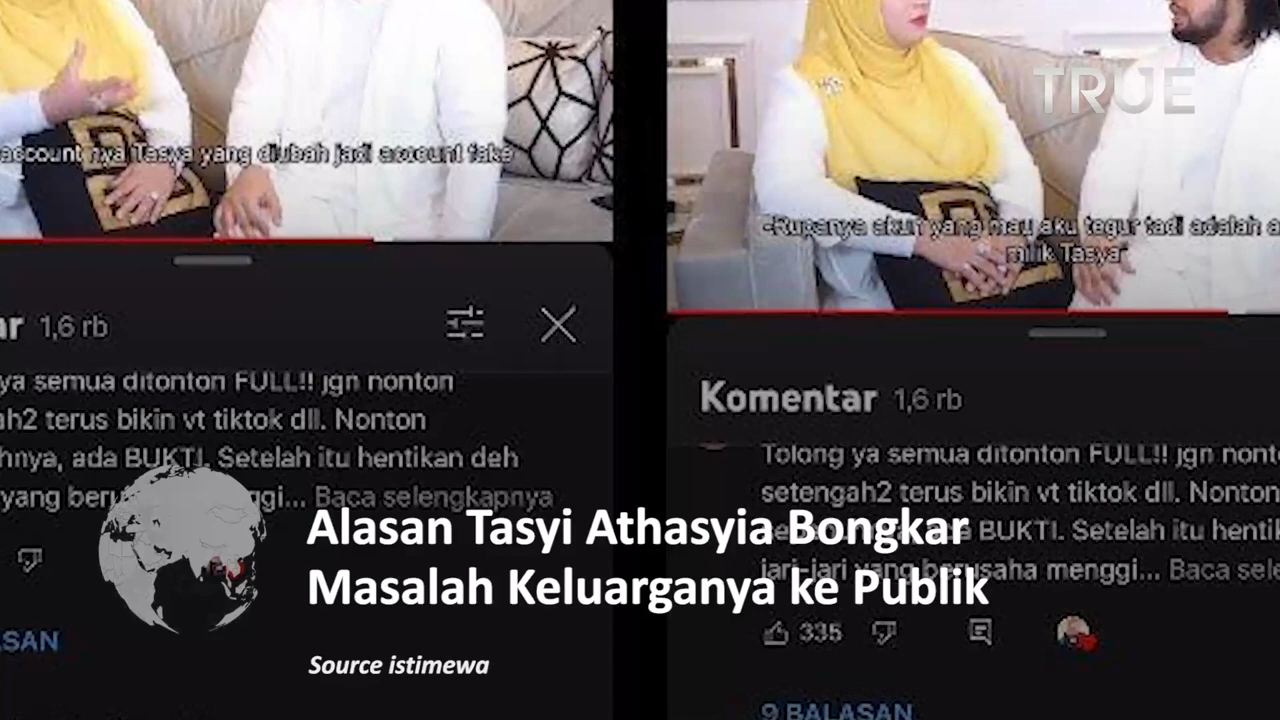 TRUE
account nya Tasya yang diubah jadi account fake
ar 1,6 rb
ya semua ditonton FULL!! jgn nonton
ah2 terus bikin vt tiktok dll. Nonton
hnya, ada BUKTI. Setelah itu hentikan deh
yang ggi... Baca selengkapnya
ASAN
-Rupanya akun yang mau aku tegur tadi adalah a
milik Tasya
Komentar 1,6 rb
Tolong ya semua ditonton FULL!! jgn nont
setengah2 terus bikin vt tiktok dll. Nonton
BUKTI. Setelah itu hentik
jari-jari yang berusaha menggi... Baca sele
335
9 BALASAN
Alasan Tasyi Athasyia Bongkar
Masalah Keluarganya ke Publik
Source istimewa